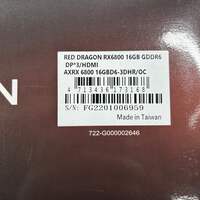 RED DRAGON RX6800 16GB GDDR6
DP*3/HDMI
AXRX 6800 16GBD6-3DHR/OC
4 713436 173168
S/N: FG2201006959
Made in Taiwan
722-G000002646
N